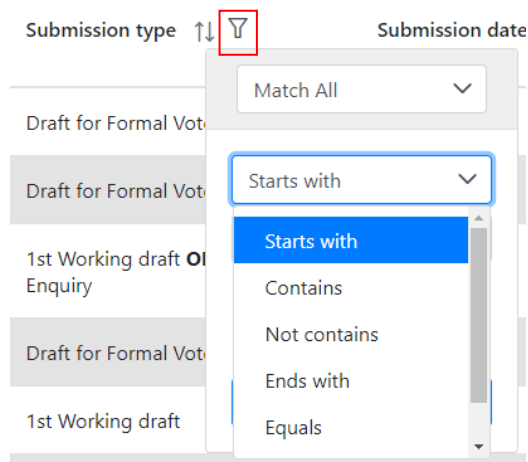 Submission type
Submission date
Match All
Draft for Formal Vot
Starts with
Draft for Formal Vot
Starts with
1st Working draft
Enquiry
Contains
Not contains
Draft for Formal Vot
Ends with
1st Working draft
Equals